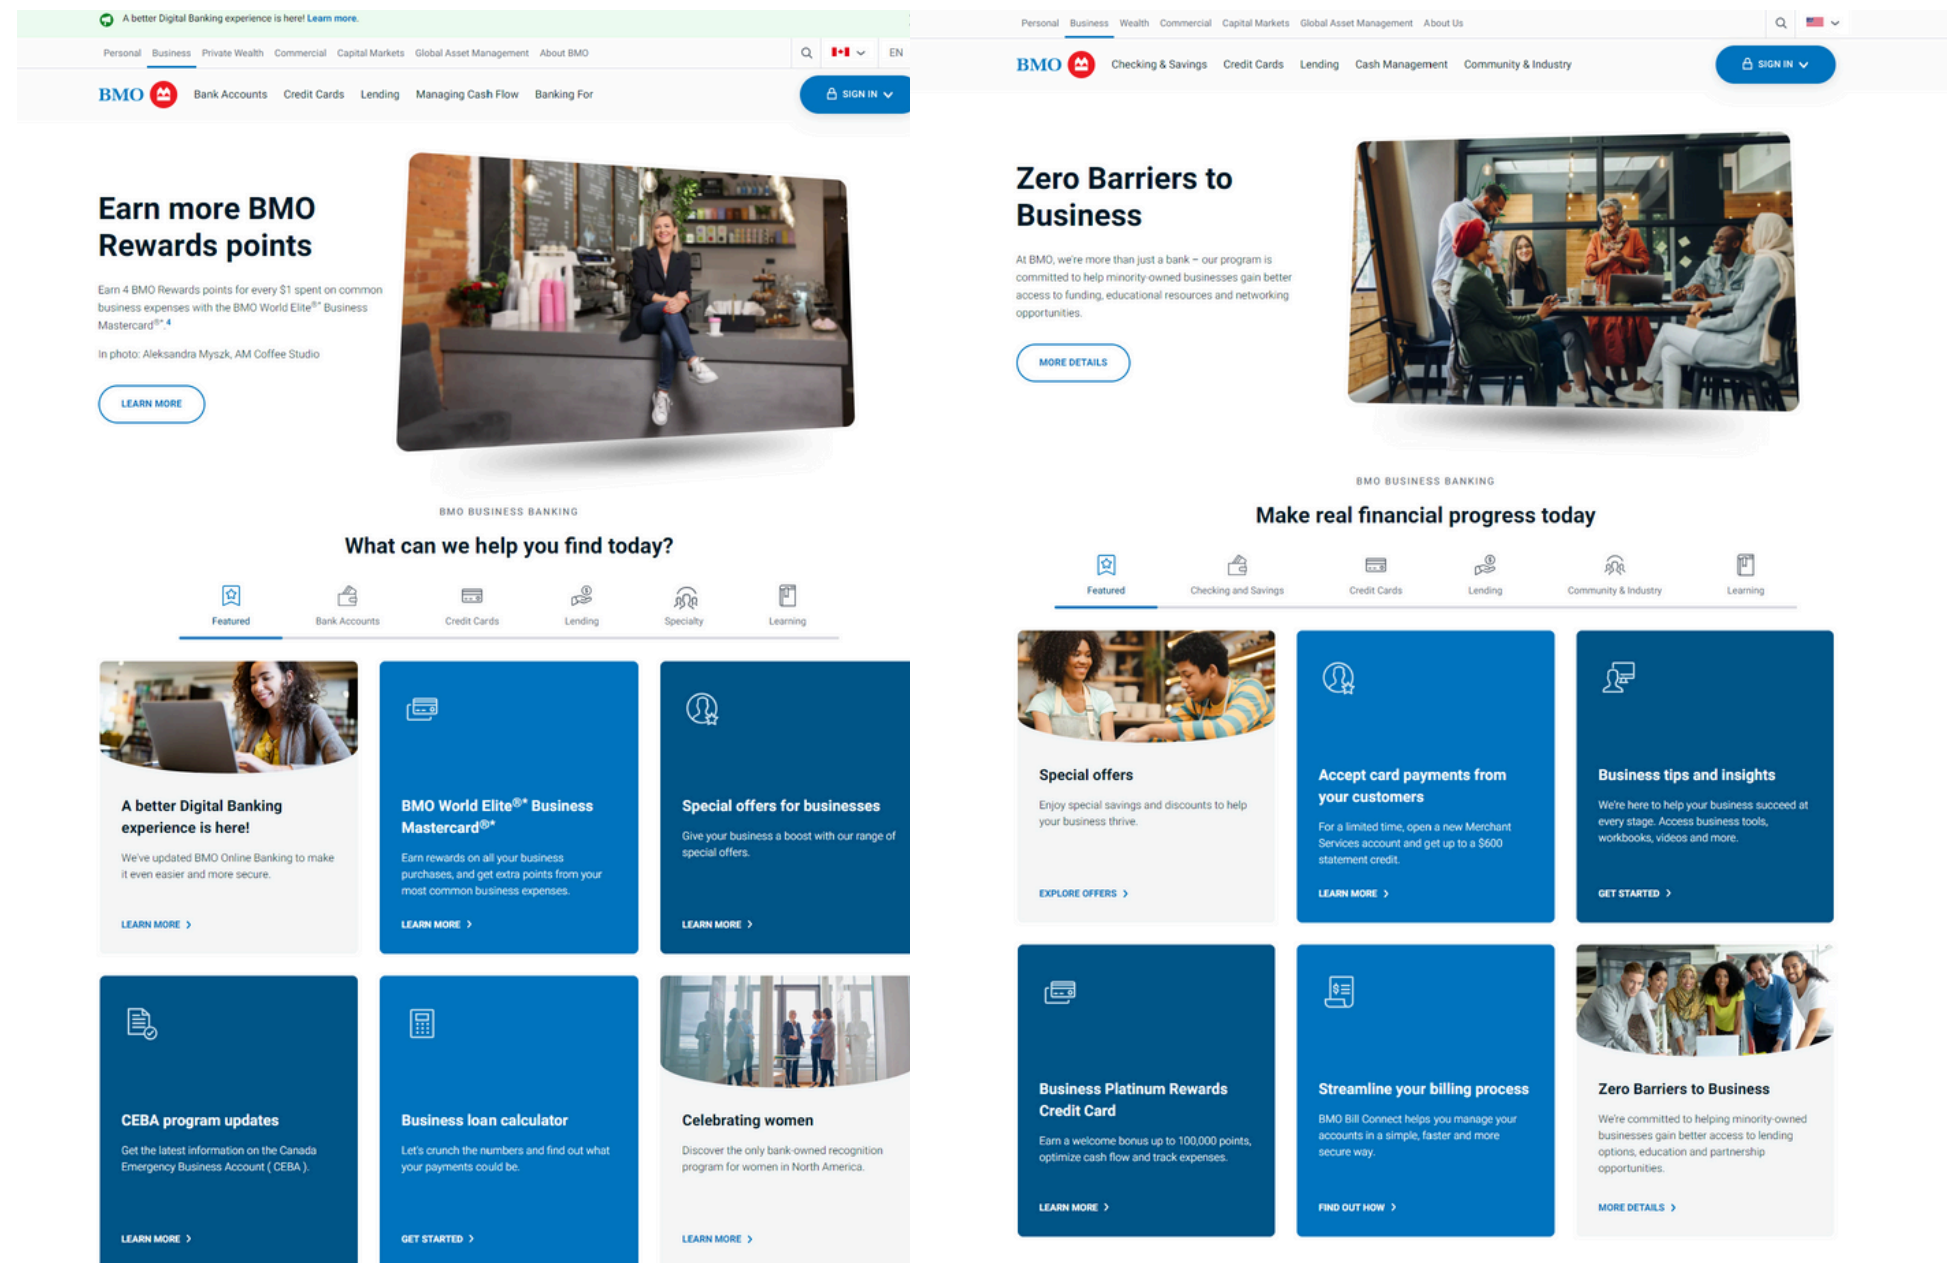 A better Digital Banking experience is here! Learn more.
Personal Business Private Wealth Commercial Capital Markets Global Asset Management About BMO
EN
BMO
Bank Accounts Credit Cards Lending Managing Cash Flow Banking For
SIGN IN
Earn more BMO
Rewards points
Earn 4 BMO Rewards points for every $1 spent on common
business expenses with the BMO World Elite®* Business
Mastercard®*.4
In photo: Aleksandra Myszk, AM Coffee Studio
LEARN MORE
BMO BUSINESS BANKING
What can we help you find today?
Featured Bank Accounts Credit Cards Lending Specialty Learning
A better Digital Banking
experience is here!
We've updated BMO Online Banking to make
it even easier and more secure.
LEARN MORE
BMO World Elite®* Business
Mastercard®*
Earn rewards on all your business
purchases, and get extra points from your
most common business expenses.
LEARN MORE
Special offers for businesses
Give your business a boost with our range of
special offers.
LEARN MORE
CEBA program updates
Get the latest information on the Canada
Emergency Business Account ( CEBA ).
LEARN MORE
Business loan calculator
Let's crunch the numbers and find out what
your payments could be.
GET STARTED
Celebrating women
Discover the only bank-owned recognition
program for women in North America.
LEARN MORE
Personal Business Wealth Commercial Capital Markets Global Asset Management About Us
BMO
Checking & Savings Credit Cards Lending Cash Management Community & Industry
SIGN IN
Zero Barriers to
Business
At BMO, we're more than just a bank – our program is
committed to help minority-owned businesses gain better
access to funding, educational resources and networking
opportunities.
MORE DETAILS
BMO BUSINESS BANKING
Make real financial progress today
Featured Checking and Savings Credit Cards Lending Community & Industry Learning
Special offers
Enjoy special savings and discounts to help
your business thrive.
EXPLORE OFFERS
Accept card payments from
your customers
For a limited time, open a new Merchant
Services account and get up to a $600
statement credit.
LEARN MORE
Business tips and insights
We're here to help your business succeed at
every stage. Access business tools,
workbooks, videos and more.
GET STARTED
Business Platinum Rewards
Credit Card
Earn a welcome bonus up to 100,000 points,
optimize cash flow and track expenses.
LEARN MORE
Streamline your billing process
BMO Bill Connect helps you manage your
accounts in a simple, faster and more
secure way.
FIND OUT HOW
Zero Barriers to Business
We're committed to helping minority-owned
businesses gain better access to lending
options, education and partnership
opportunities.
MORE DETAILS